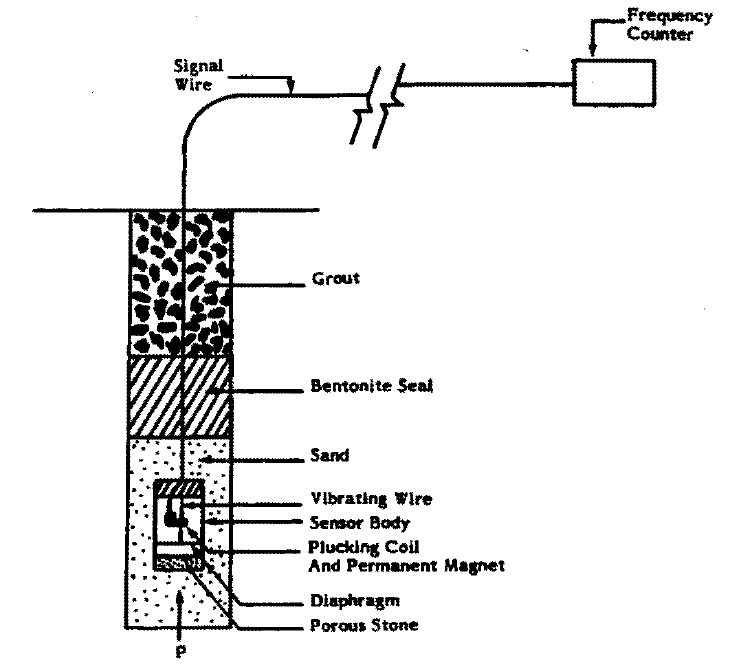 Frequency
Counter
Signal
Wire
Grout
Bentonite Seal
Sand
Vibrating Wire
Sensor Body
Plucking Coil
And Permanent Magnet
Diaphragm
Porous Stone
P